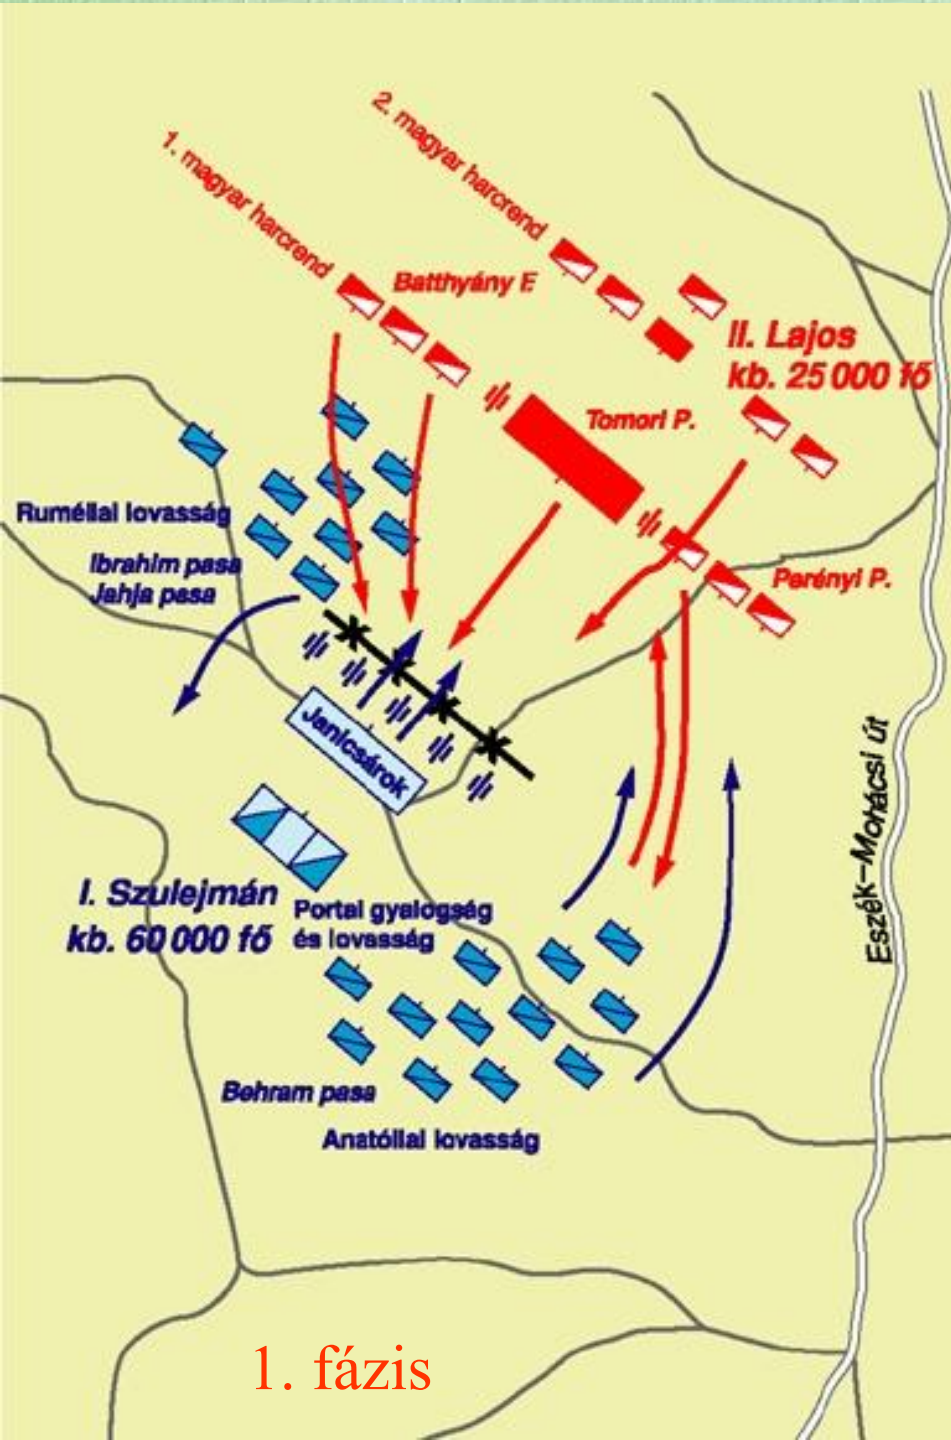 2. magyar harcrend
1. magyar harcrend
Batthyány F.
II. Lajos
kb. 25 000 fő
Tomori P.
Ruméliai lovasság
Ibrahim pasa
Jahja pasa
Perényi P.
Janicsárok
Eszék–Mohácsi út
I. Szulejmán
kb. 60 000 fő
Portai gyalogság
és lovasság
Behram pasa
Anatóliai lovasság
1. fázis